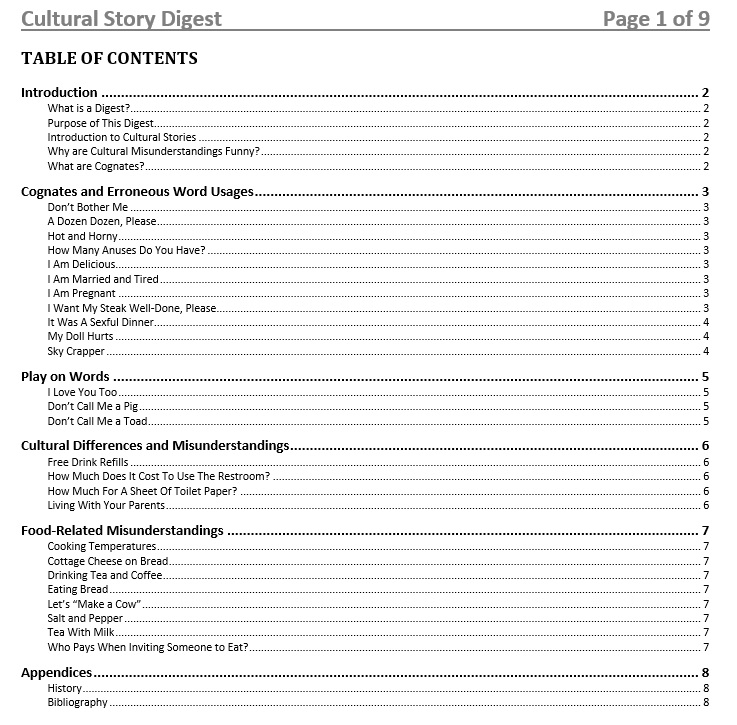 Cultural Story Digest Page 1 of 9
TABLE OF CONTENTS
Introduction 2
What is a Digest? 2
Purpose of This Digest 2
Introduction to Cultural Stories 2
Why are Cultural Misunderstandings Funny? 2
What are Cognates? 2
Cognates and Erroneous Word Usages 3
Don't Bother Me 3
A Dozen Dozen, Please 3
Hot and Horny 3
How Many Anuses Do You Have? 3
I Am Delicious 3
I Am Married and Tired 3
I Am Pregnant 3
I Want My Steak Well-Done, Please 3
It Was A Sexful Dinner 4
My Doll Hurts 4
Sky Crapper 4
Play on Words 5
I Love You Too 5
Don't Call Me a Pig 5
Don't Call Me a Toad 5
Cultural Differences and Misunderstandings 6
Free Drink Refills 6
How Much Does It Cost To Use The Restroom? 6
How Much For A Sheet Of Toilet Paper? 6
Living With Your Parents 6
Food-Related Misunderstandings 7
Cooking Temperatures 7
Cottage Cheese on Bread 7
Drinking Tea and Coffee 7
Eating Bread 7
Let's “Make a Cow” 7
Salt and Pepper 7
Tea With Milk 7
Who Pays When Inviting Someone to Eat? 7
Appendices 8
History 8
Bibliography 8